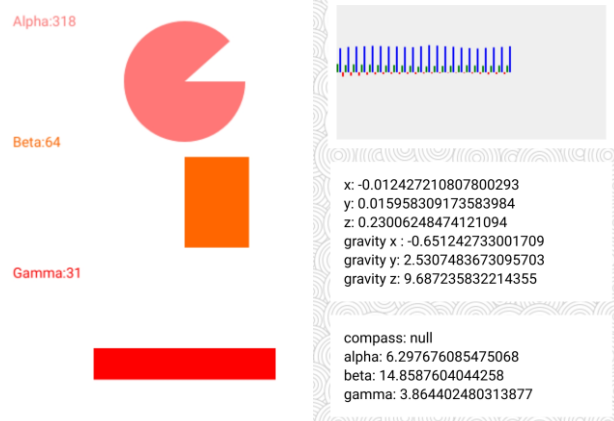 Alpha:318
Beta:64
Gamma:31
x: -0.012427210807800293
y: 0.015958309173583984
z: 0.23006248474121094
gravity x : -0.651242733001709
gravity y: 2.5307483673095703
gravity z: 9.687235832214355
compass: null
alpha: 6.297676085475068
beta: 14.8587604044258
gamma: 3.864402480313877